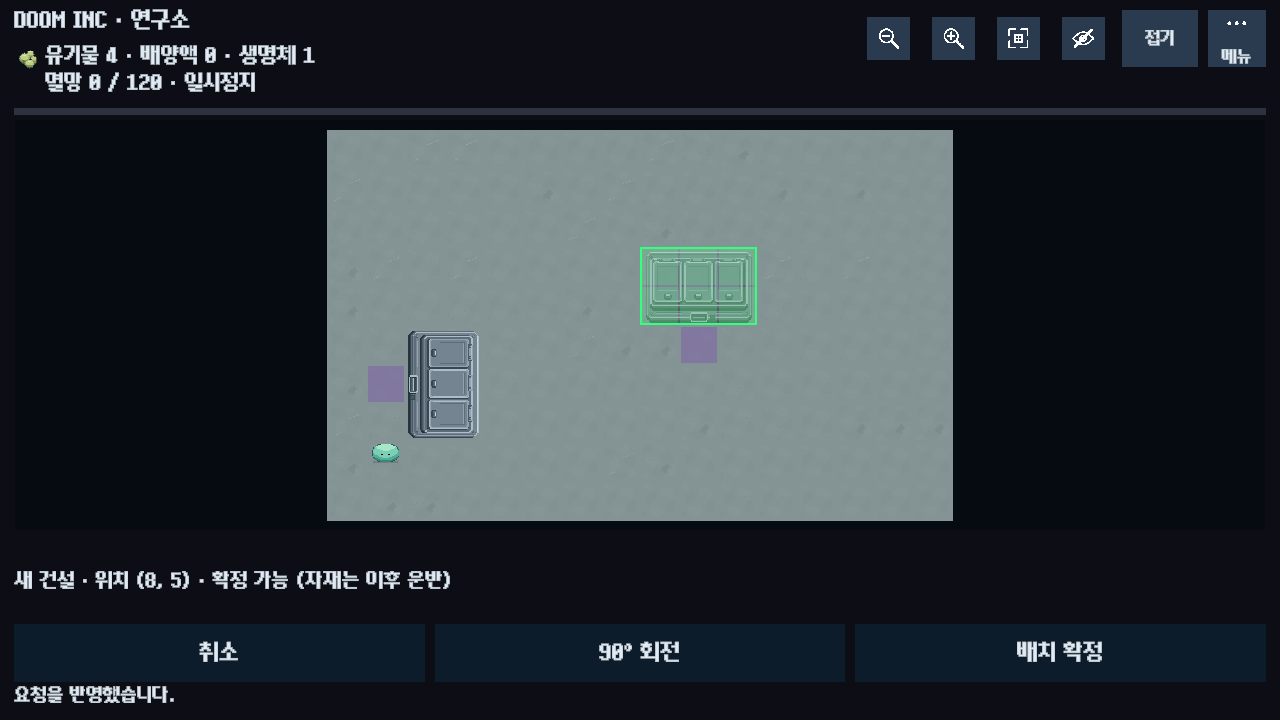 DOOM INC · 연구소
유기물 4 · 배양액 0 · 생명체 1
멸망 0 / 120 · 일시정지
접기
메뉴
새 건설 · 위치 (8, 5) · 확정 가능 (자재는 이후 운반)
취소
90° 회전
배치 확정
요청을 반영했습니다.